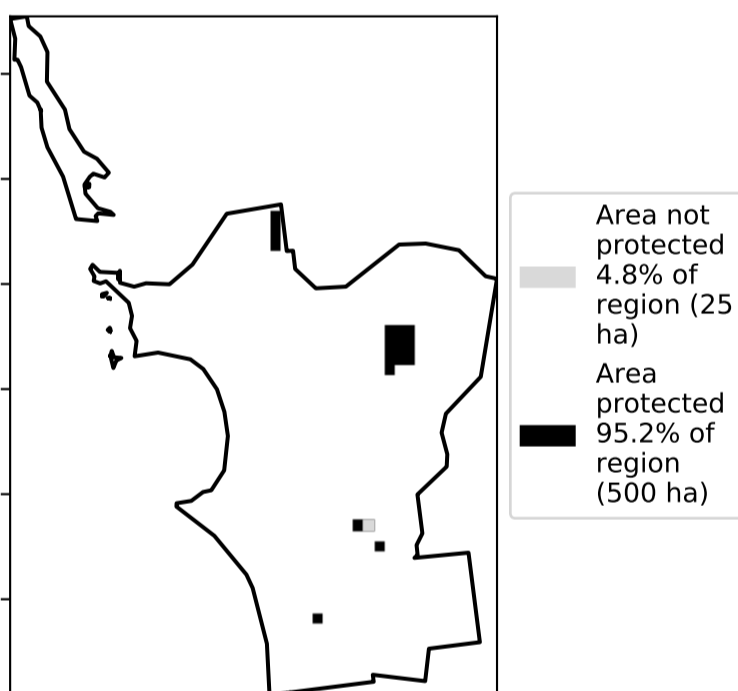 Area not
protected
4.8% of
region (25
ha)
Area
protected
95.2% of
region
(500 ha)